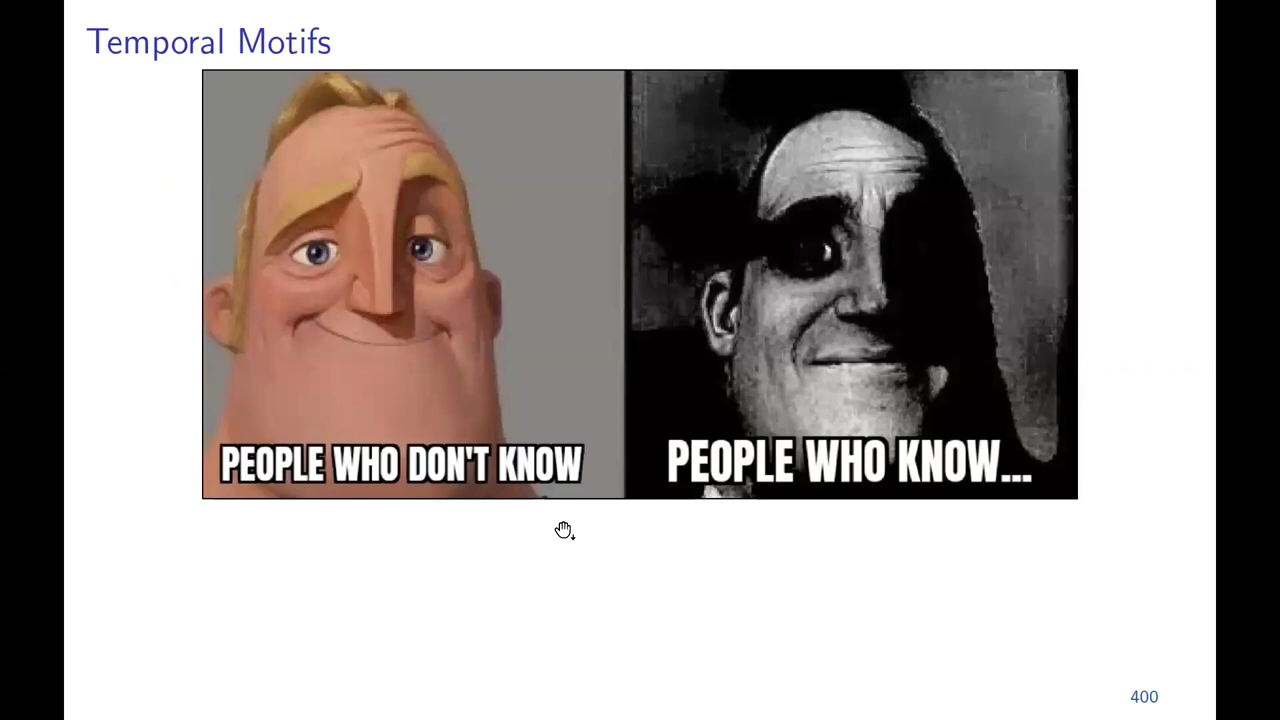 Temporal Motifs
PEOPLE WHO DON'T KNOW
PEOPLE WHO KNOW...
400